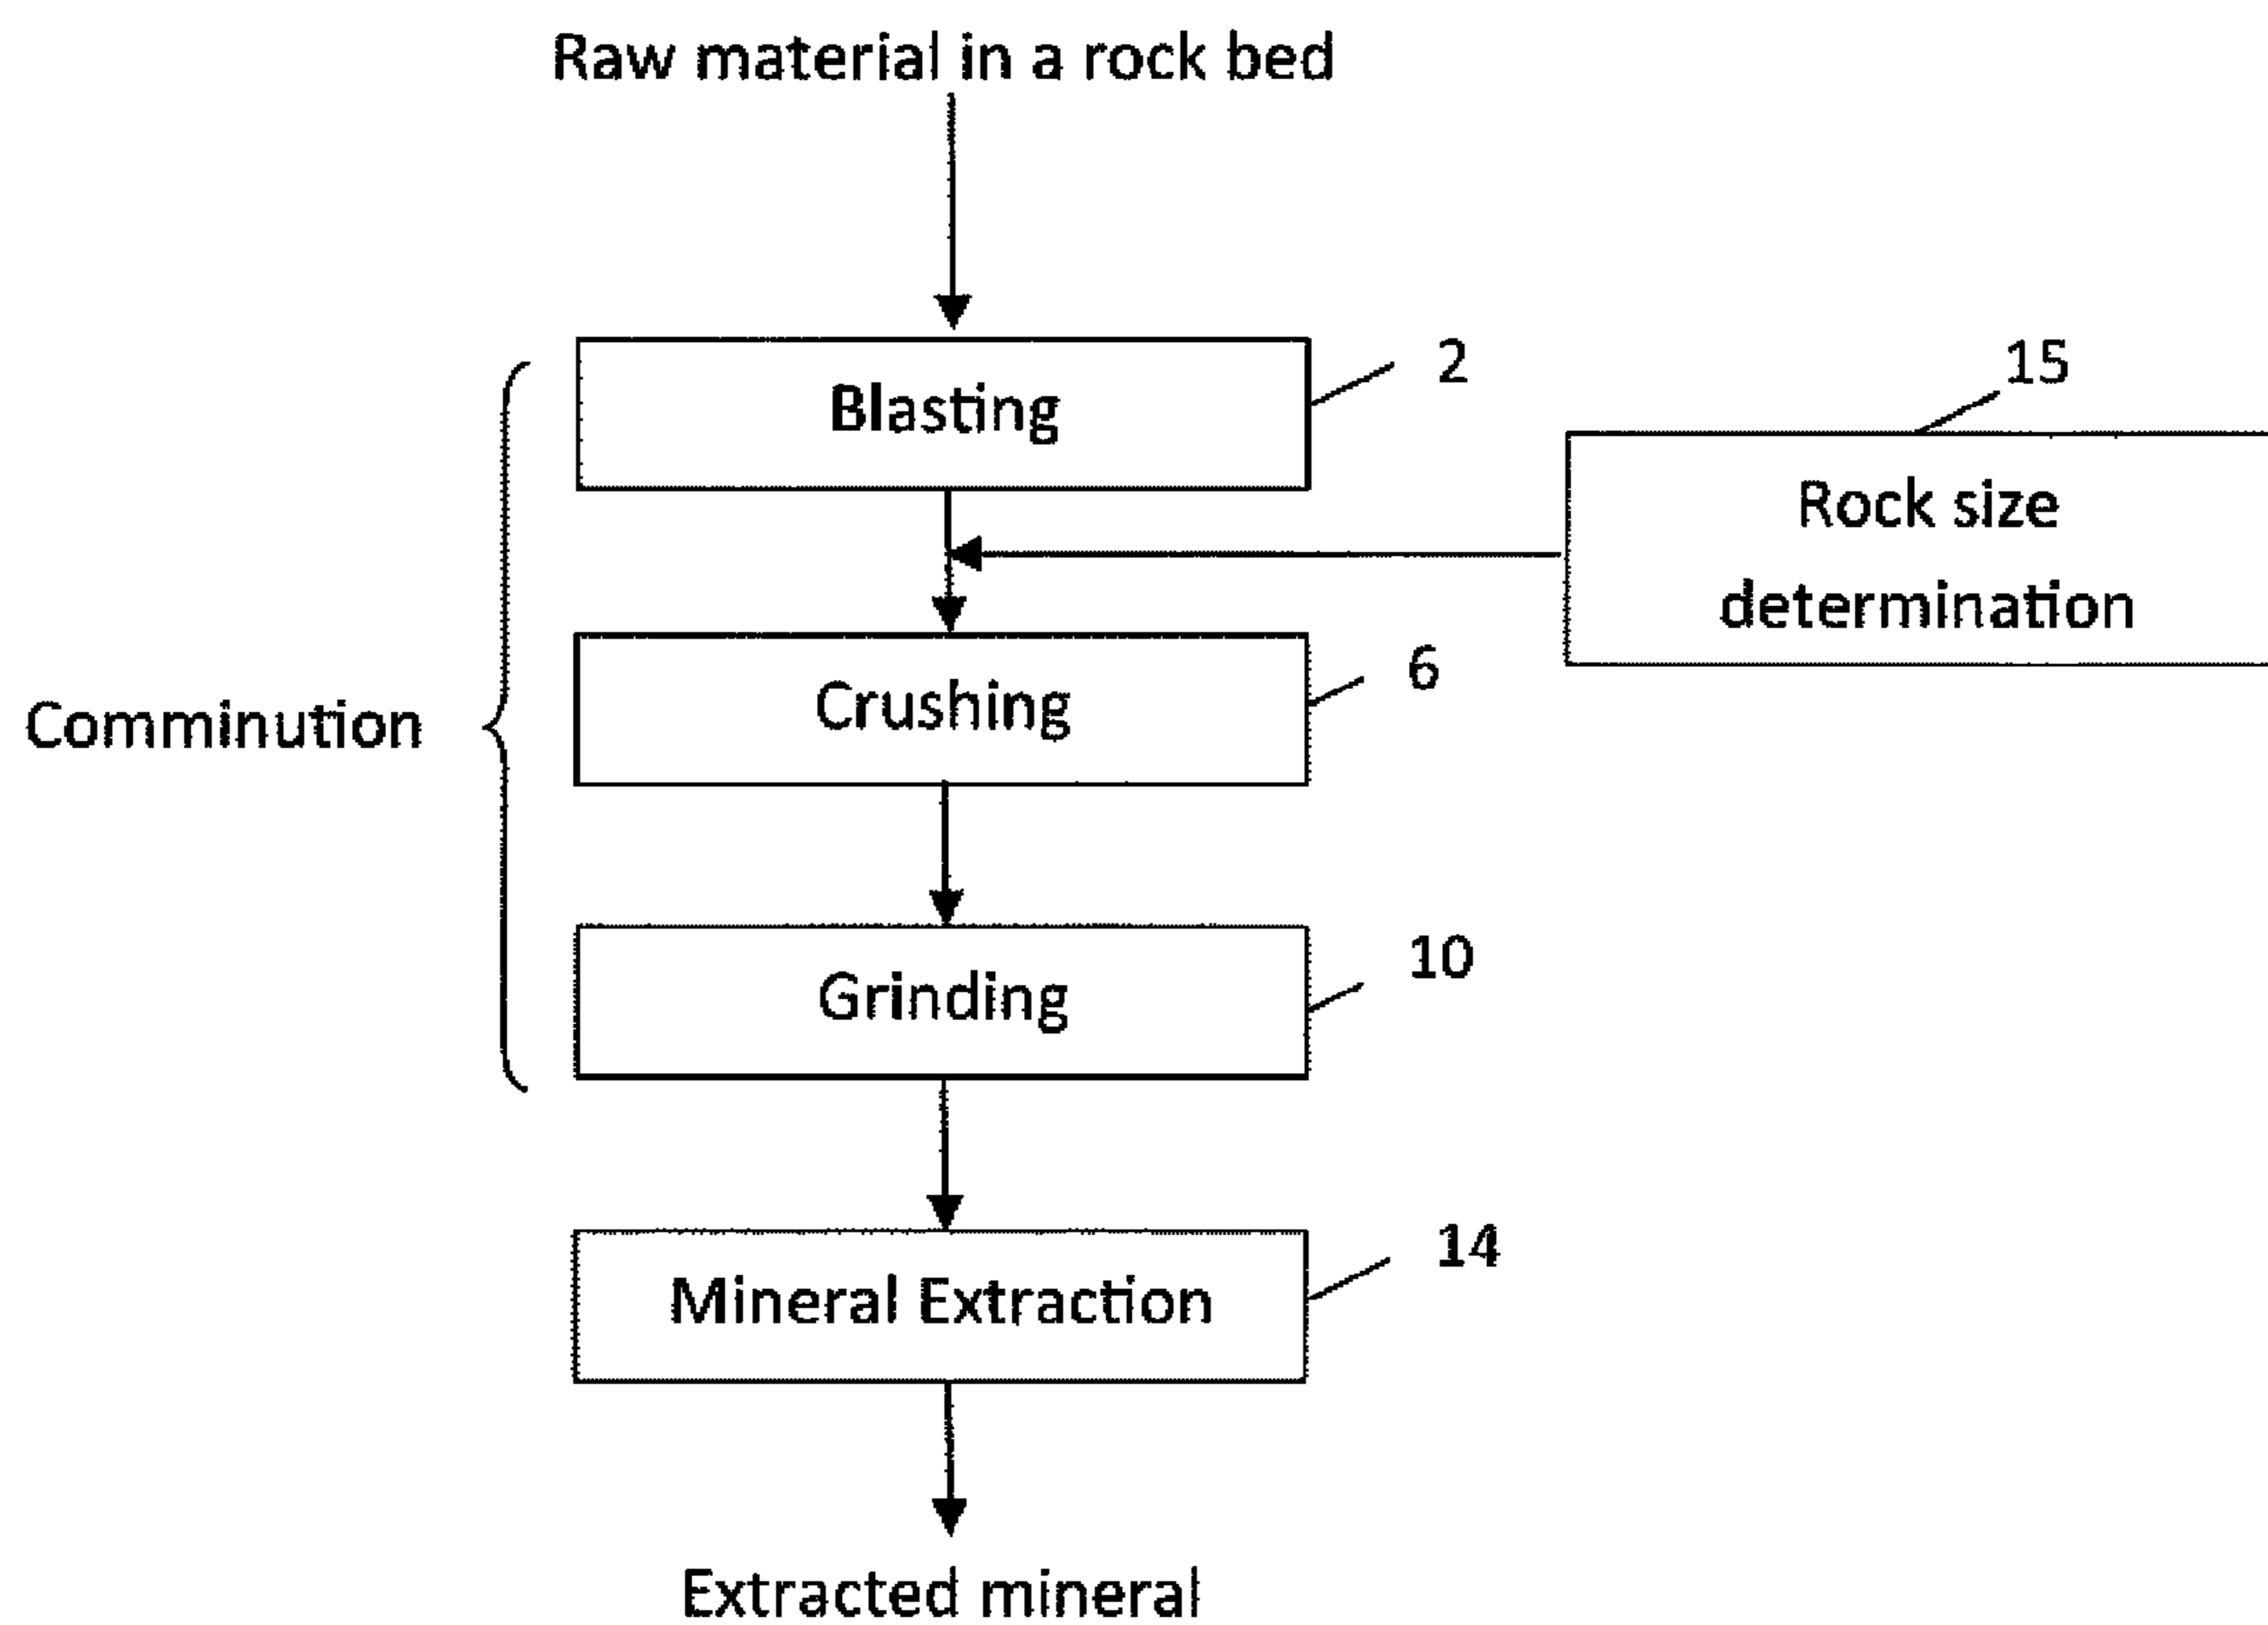 Raw material in a rock bed
Blasting
2
15
Rock size
determination
Crushing
6
Comminution
Grinding
10
Mineral Extraction
14
Extracted mineral